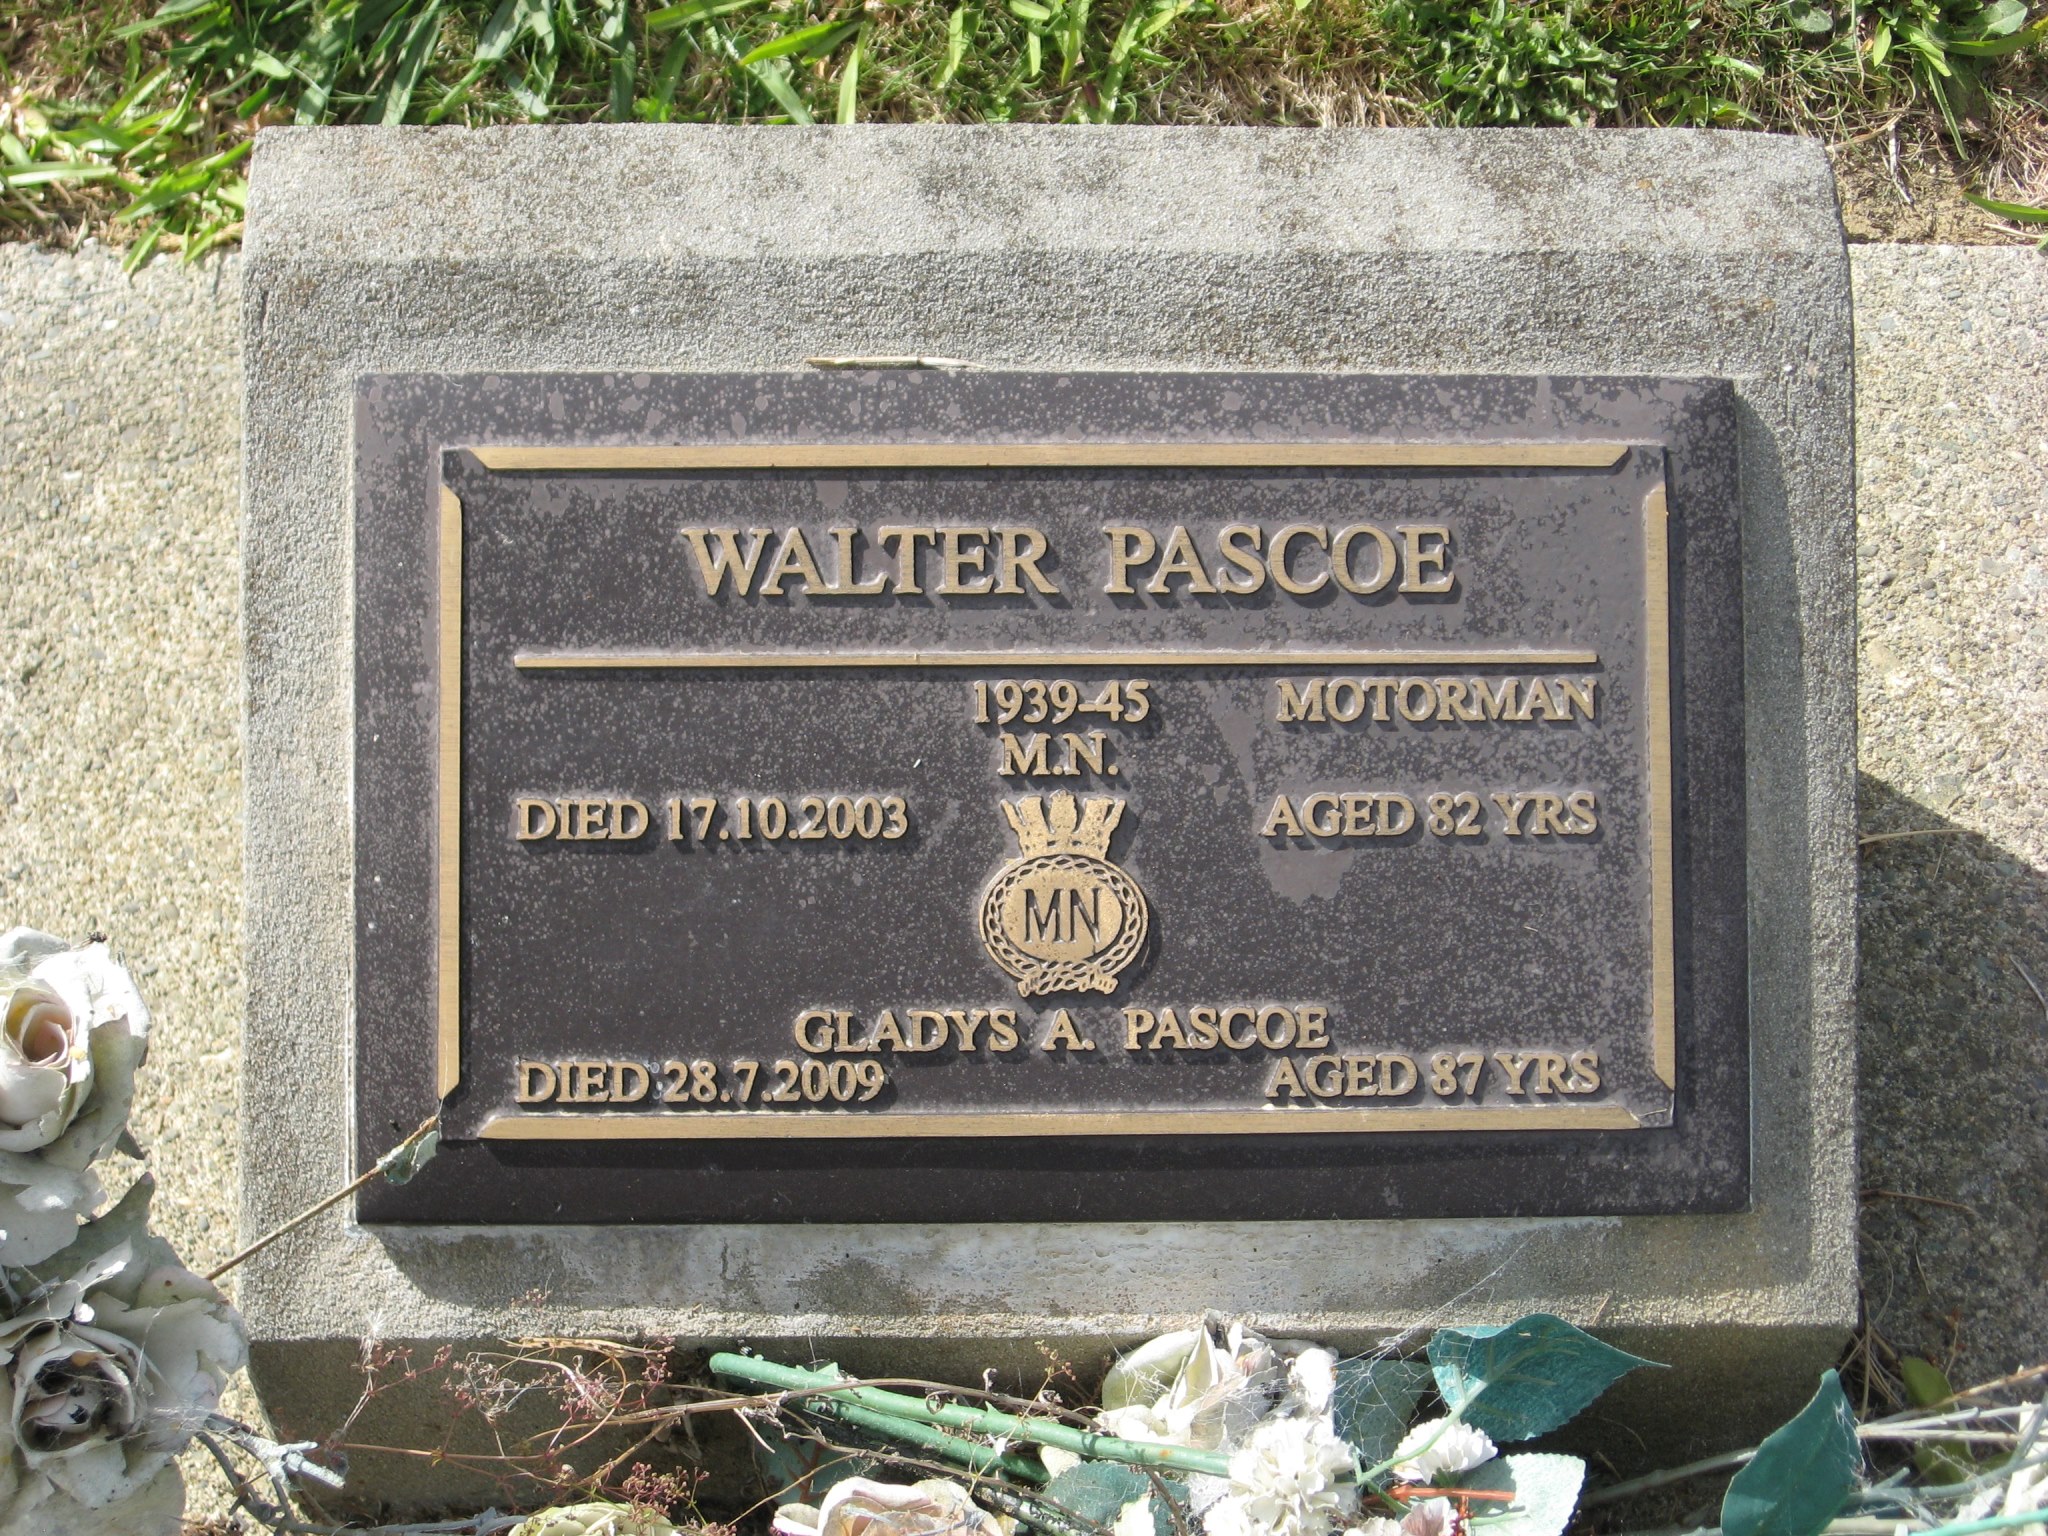 WALTER PASCOE
1939-45 MOTORMAN
M.N.
DIED 17.10.2003 AGED 82 YRS
MN
GLADYS A. PASCOE
DIED 28.7.2009 AGED 87 YRS